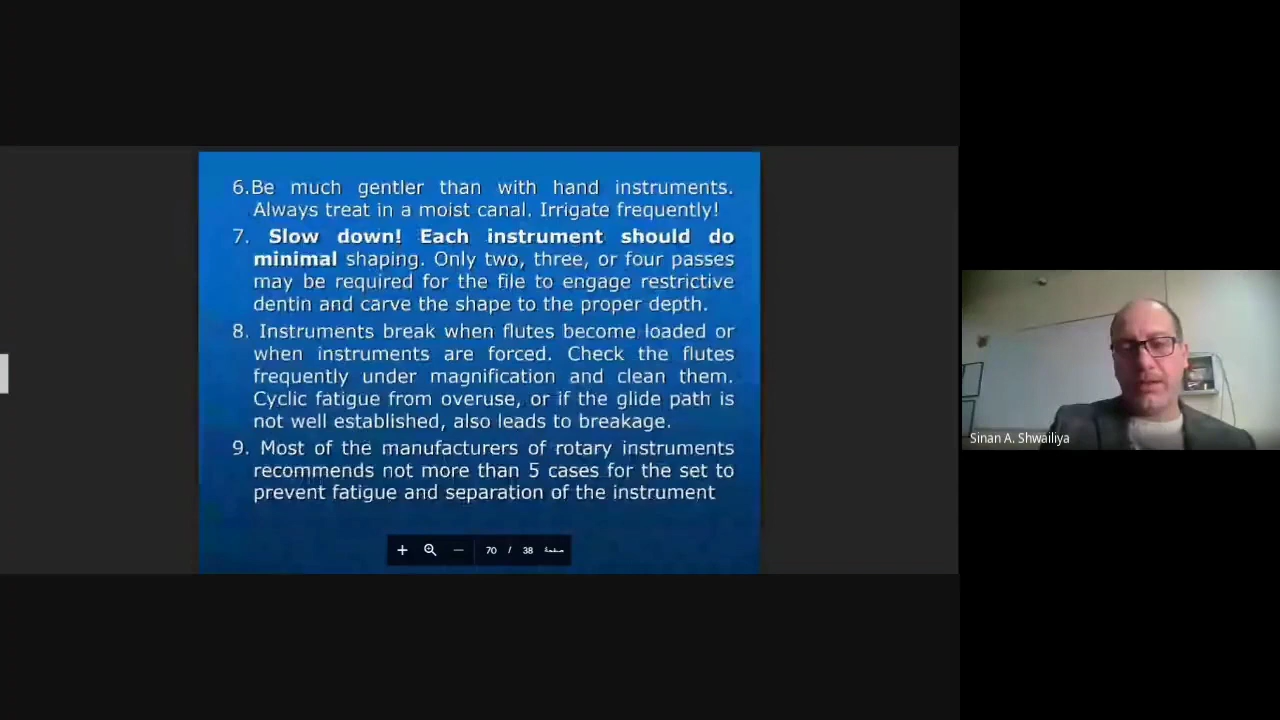 6.Be much gentler than with hand instruments.
Always treat in a moist canal. Irrigate frequently!
7. Slow down! Each instrument should do
minimal shaping. Only two, three, or four passes
may be required for the file to engage restrictive
dentin and carve the shape to the proper depth.
8. Instruments break when flutes become loaded or
when instruments are forced. Check the flutes
frequently under magnification and clean them.
Cyclic fatigue from overuse, or if the glide path is
not well established, also leads to breakage.
9. Most of the manufacturers of rotary instruments
recommends not more than 5 cases for the set to
prevent fatigue and separation of the instrument
70 / 38 صفحة
Sinan A. Shwailiya